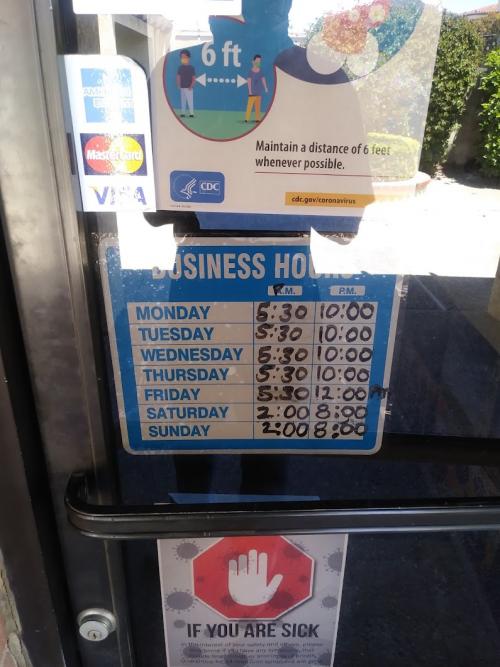 6 ft
AMERICAN EXPRESS
MasterCard
VISA
Maintain a distance of 6 feet
whenever possible.
CDC
cdc.gov/coronavirus
BUSINESS HOURS
P.M. P.M.
MONDAY 5:30 10:00
TUESDAY 5:30 10:00
WEDNESDAY 5:30 10:00
THURSDAY 5:30 10:00
FRIDAY 5:30 12:00 AM
SATURDAY 2:00 8:00
SUNDAY 2:00 8:00
IF YOU ARE SICK